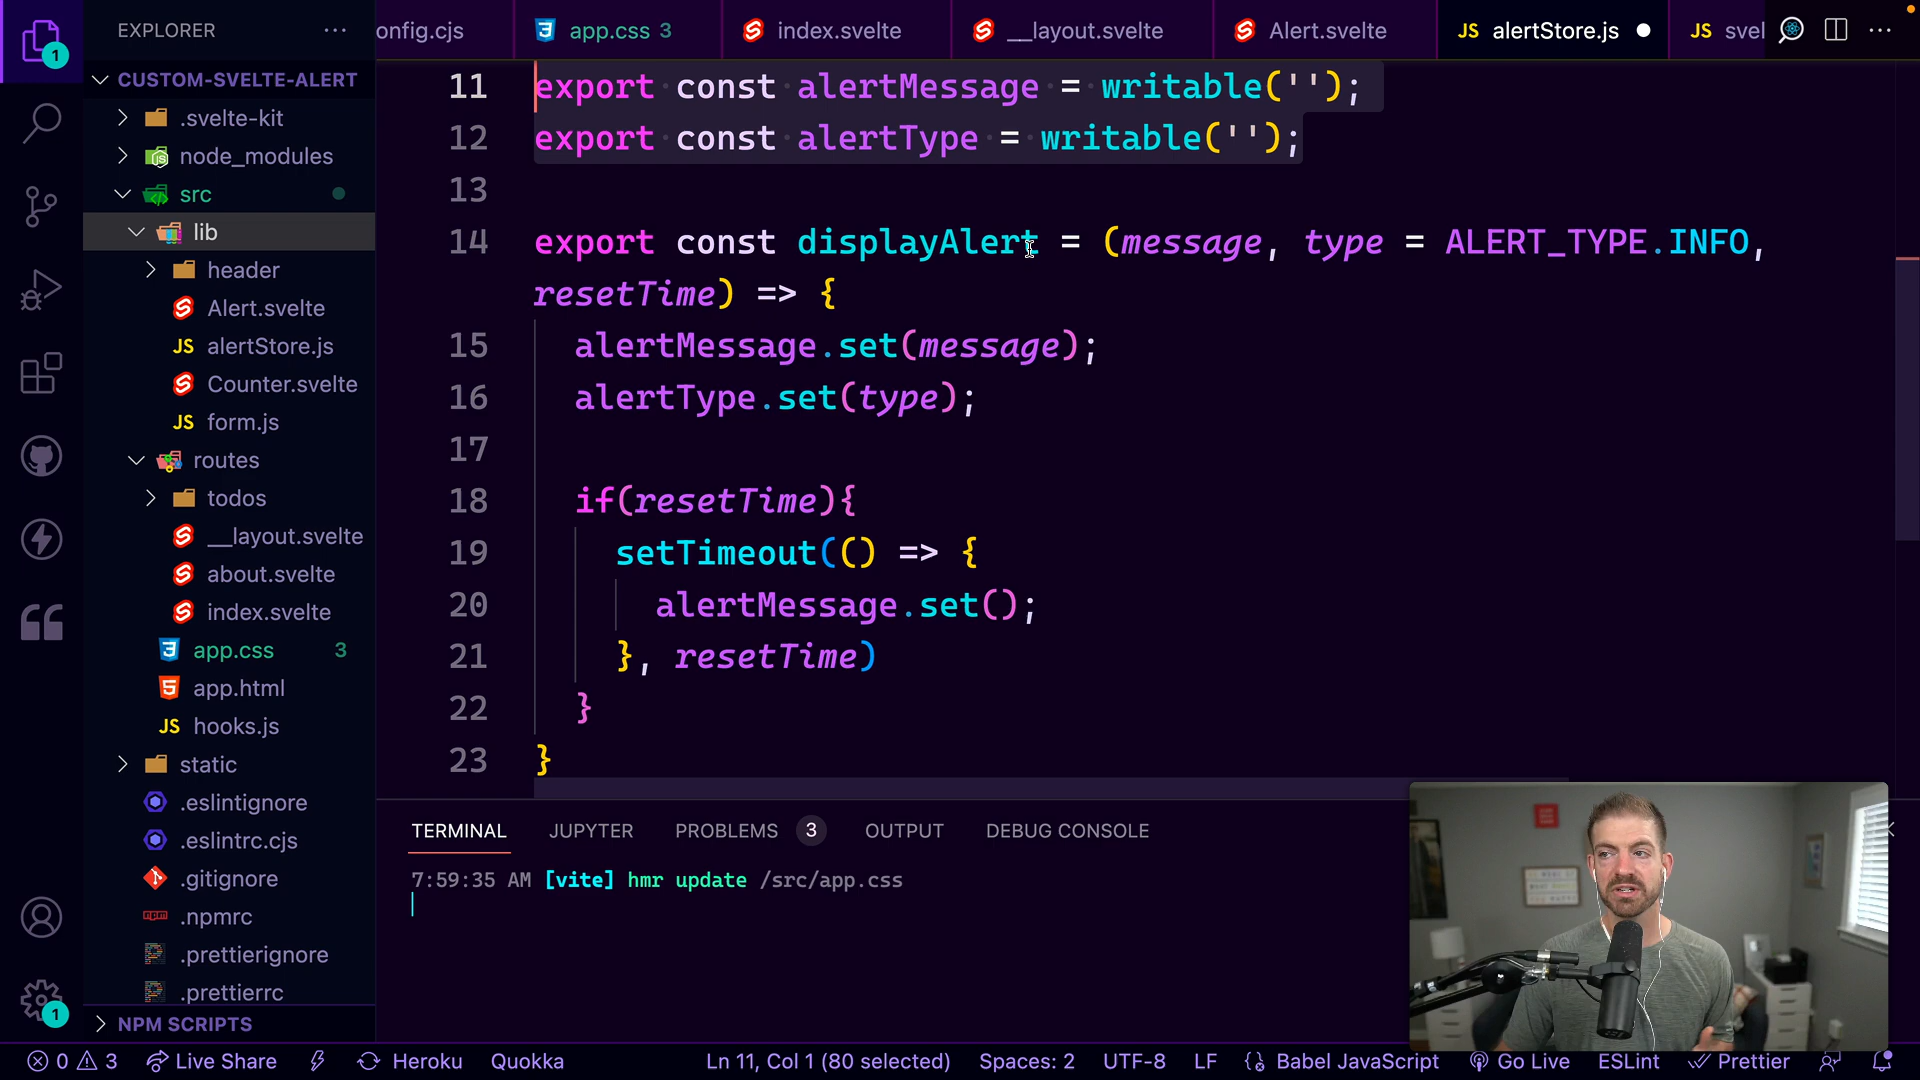 EXPLORER
onfig.cjs
app.css 3
index.svelte
__layout.svelte
Alert.svelte
JS alertStore.js
JS svel
1
CUSTOM-SVELTE-ALERT
.svelte-kit
node_modules
src
lib
header
Alert.svelte
JS alertStore.js
Counter.svelte
JS form.js
routes
todos
__layout.svelte
about.svelte
index.svelte
app.css 3
app.html
JS hooks.js
static
.eslintignore
.eslintrc.cjs
.gitignore
.npmrc
.prettierignore
.prettierrc
NPM SCRIPTS
1
11 export const alertMessage = writable('');
12 export const alertType = writable('');
13
14 export const displayAlert = (message, type = ALERT_TYPE.INFO,
resetTime) => {
15 alertMessage.set(message);
16 alertType.set(type);
17
18 if(resetTime){
19 setTimeout(() => {
20 alertMessage.set();
21 }, resetTime)
22 }
23 }
TERMINAL JUPYTER PROBLEMS 3 OUTPUT DEBUG CONSOLE
7:59:35 AM [vite] hmr update /src/app.css
0 3 Live Share Heroku Quokka Ln 11, Col 1 (80 selected) Spaces: 2 UTF-8 LF {} Babel JavaScript Go Live ESLint Prettier